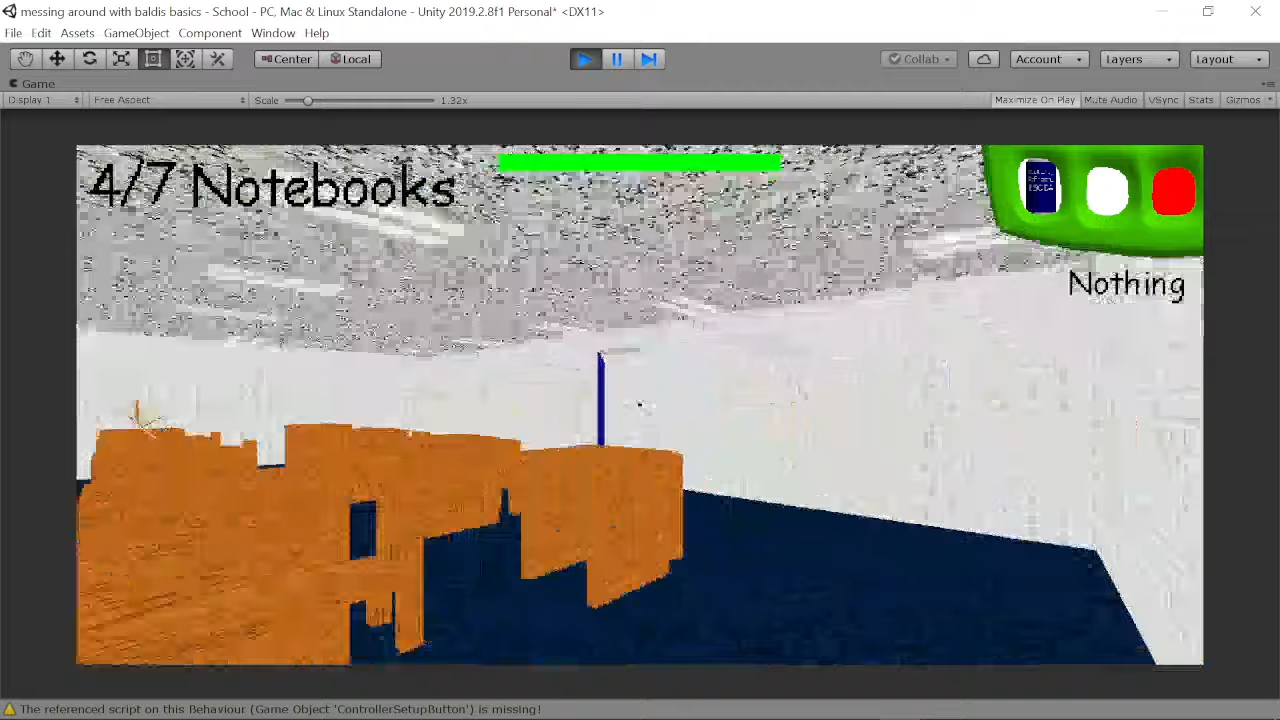 messing around with baldis basics - School - PC, Mac & Linux Standalone - Unity 2019.2.8f1 Personal* <DX11>
File Edit Assets GameObject Component Window Help
Center Local Collab Account Layers Layout
Game
Display 1 Free Aspect Scale 1.32x Maximize On Play Mute Audio VSync Stats Gizmos
4/7 Notebooks
Nothing
The referenced script on this Behaviour (Game Object 'ControllerSetupButton') is missing!